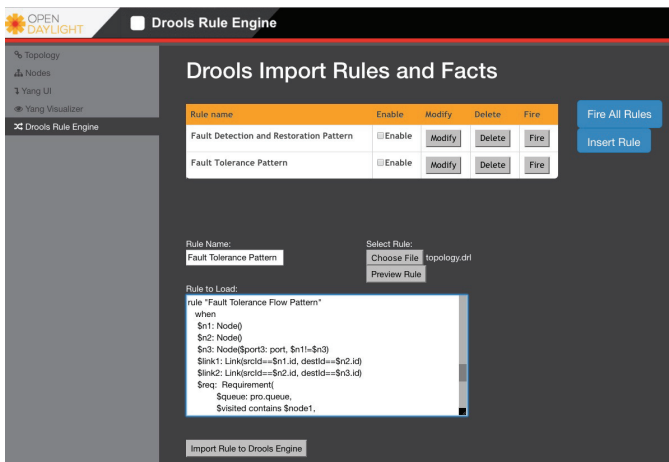 OPEN
DAYLIGHT
Drools Rule Engine
Topology
Nodes
Yang UI
Yang Visualizer
Drools Rule Engine
Drools Import Rules and Facts
Rule name Enable Modify Delete Fire
Fault Detection and Restoration Pattern Enable Modify Delete Fire
Fault Tolerance Pattern Enable Modify Delete Fire
Fire All Rules
Insert Rule
Rule Name:
Fault Tolerance Pattern
Select Rule:
Choose File topology.drl
Preview Rule
Rule to Load:
rule "Fault Tolerance Flow Pattern"
when
$n1: Node()
$n2: Node()
$n3: Node($port3: port, $n1!=$n3)
$link1: Link(srcId==$n1.id, destId==$n2.id)
$link2: Link(srcId==$n2.id, destId==$n3.id)
$req: Requirement(
$queue: pro.queue,
$visited contains $node1,
Import Rule to Drools Engine